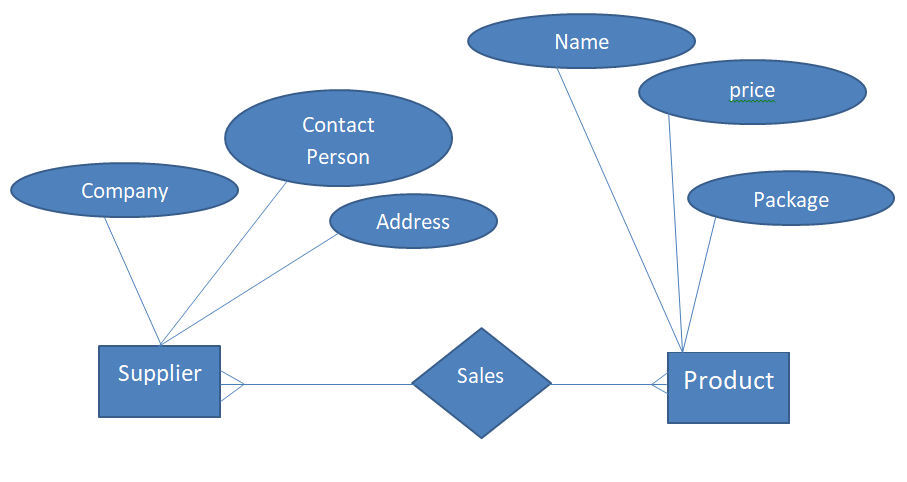 Name
price
Contact
Person
Company
Package
Address
Supplier
Sales
Product